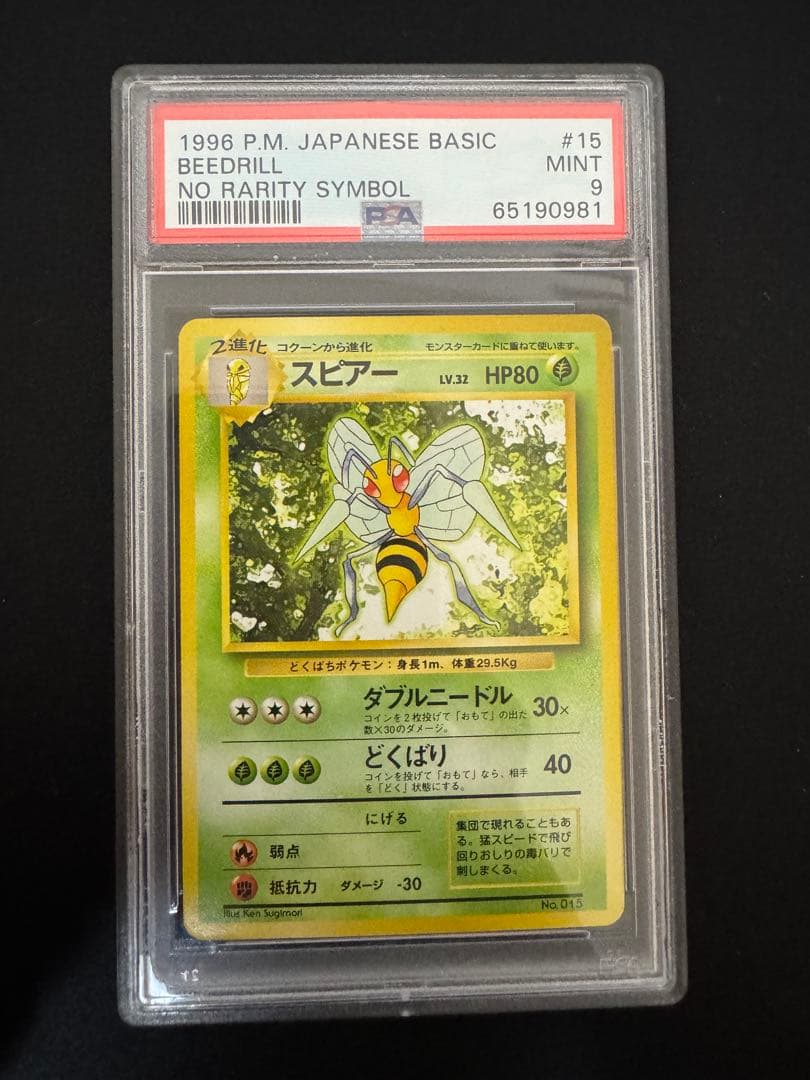 1996 P.M. JAPANESE BASIC #15
BEEDRILL MINT
NO RARITY SYMBOL 9
PSA 65190981
2進化 コクーンから進化 モンスターカードに重ねて使います。
スピアー LV.32 HP80
どくばちポケモン：身長1m、体重29.5Kg
ダブルニードル 30×
コインを2枚投げて「おもて」の出た
数×30のダメージ。
どくばり 40
コインを投げて「おもて」なら、相手
を「どく」状態にする。
にげる
弱点
抵抗力 ダメージ -30
集団で現れることもあ
る。猛スピードで飛び
回りおしりの毒バリで
刺しまくる。
Illus. Ken Sugimori No. 015